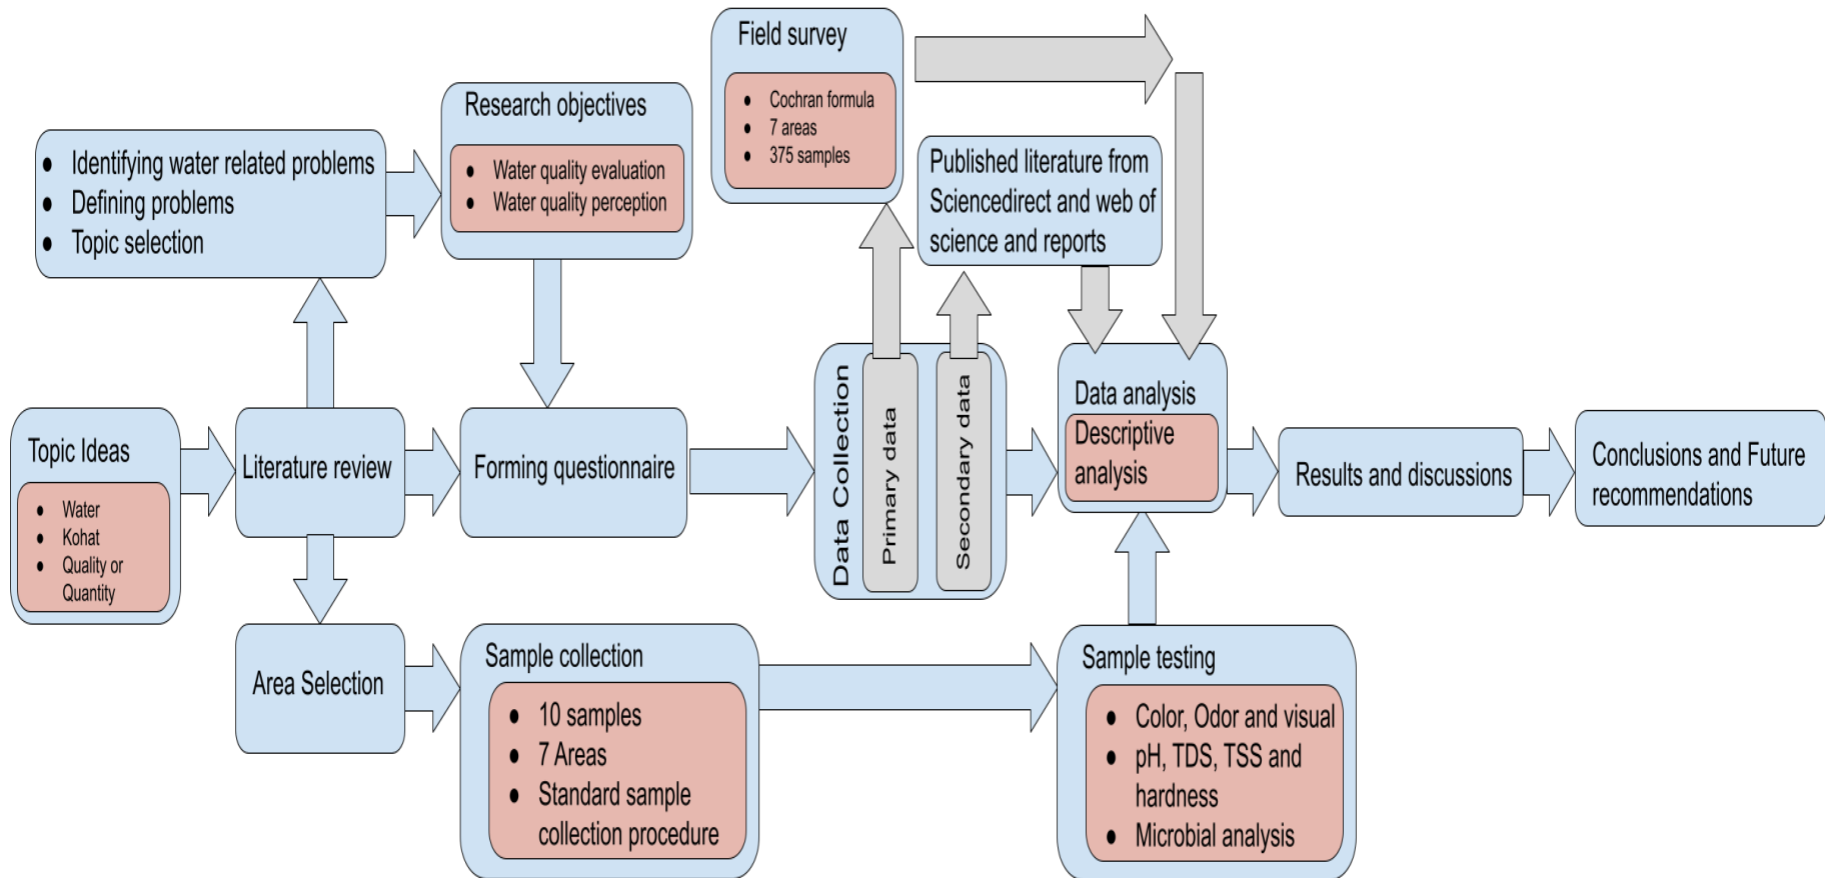 Field survey
• Cochran formula
• 7 areas
• 375 samples
Research objectives
• Water quality evaluation
• Water quality perception
• Identifying water related problems
• Defining problems
• Topic selection
Published literature from
Sciencedirect and web of
science and reports
Topic Ideas
• Water
• Kohat
• Quality or
Quantity
Literature review
Forming questionnaire
Data Collection
Primary data
Secondary data
Data analysis
Descriptive
analysis
Results and discussions
Conclusions and Future
recommendations
Area Selection
Sample collection
• 10 samples
• 7 Areas
• Standard sample
collection procedure
Sample testing
• Color, Odor and visual
• pH, TDS, TSS and
hardness
• Microbial analysis